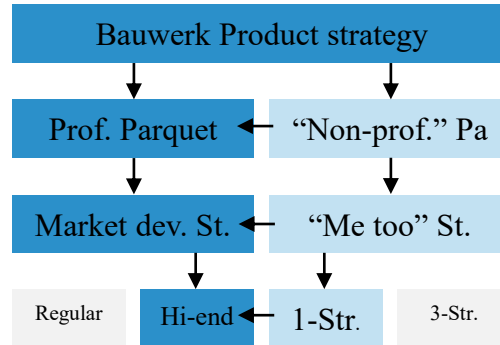 Bauwerk Product strategy
Prof. Parquet
“Non-prof.” Pa
Market dev. St.
“Me too” St.
Regular
Hi-end
1-Str.
3-Str.